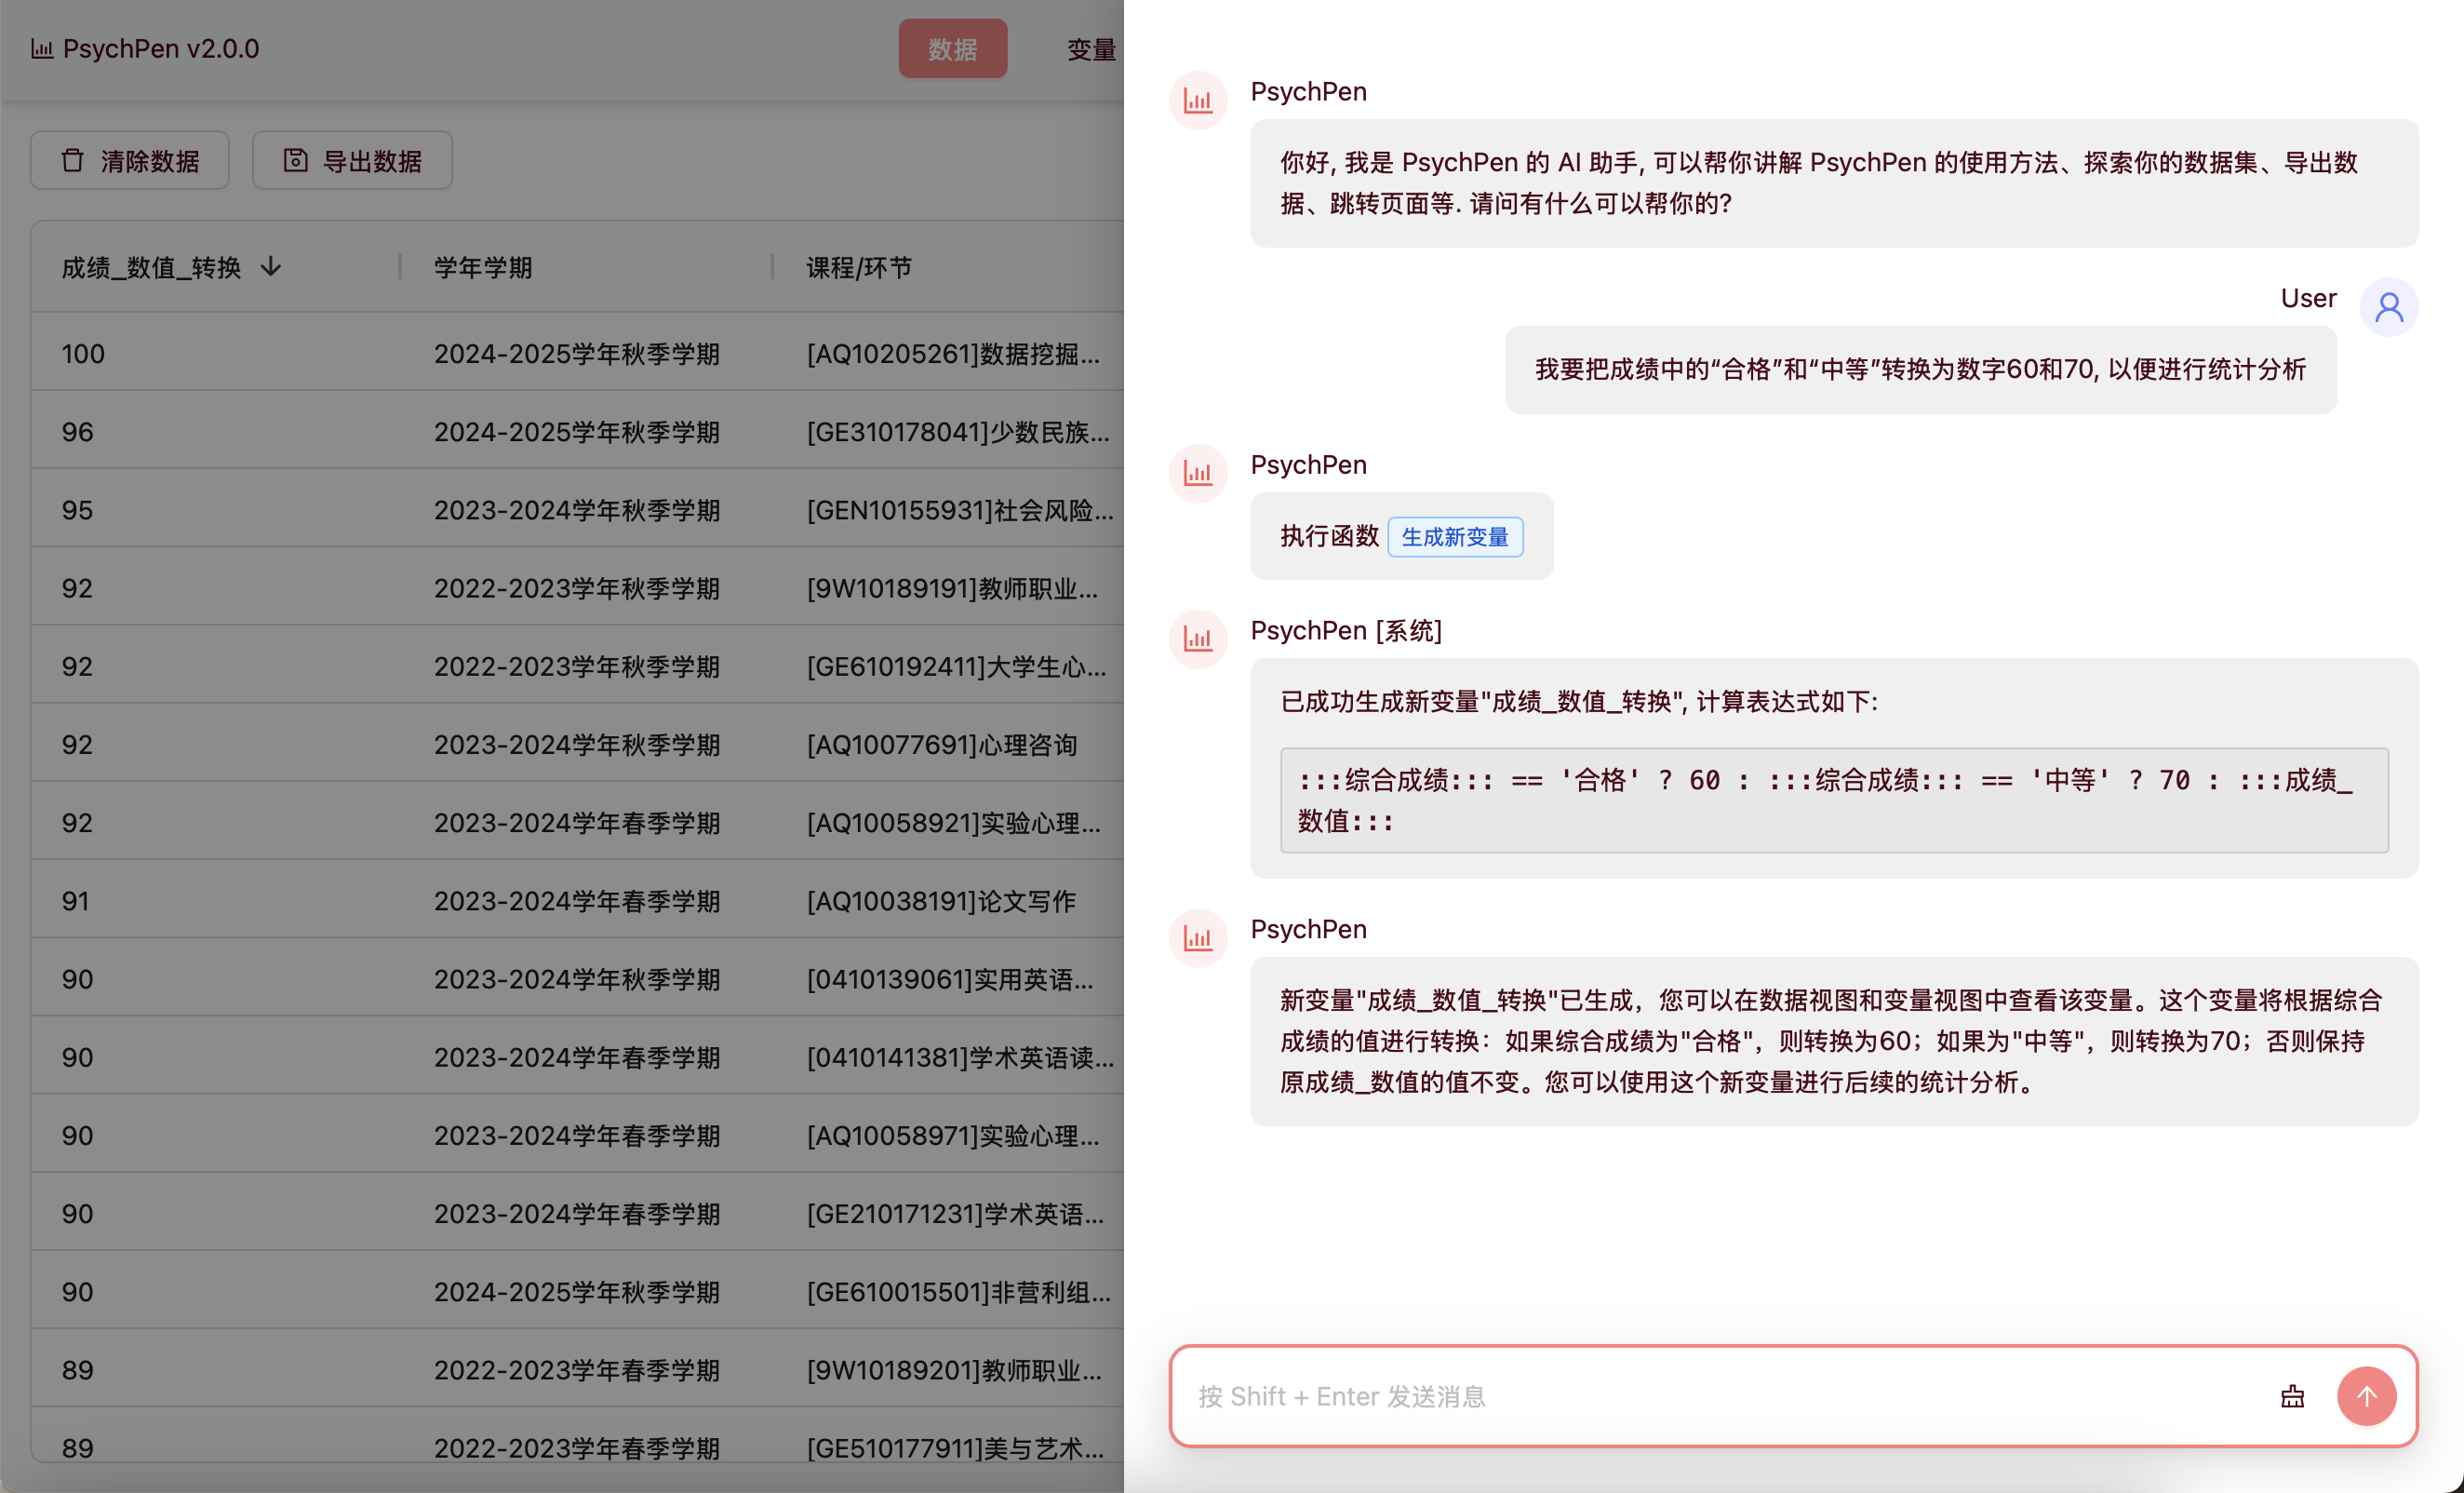 PsychPen v2.0.0
数据
变量
清除数据
导出数据
成绩_数值_转换
学年学期
课程/环节
100 2024-2025学年秋季学期 [AQ10205261]数据挖掘...
96 2024-2025学年秋季学期 [GE310178041]少数民族...
95 2023-2024学年秋季学期 [GEN10155931]社会风险...
92 2022-2023学年秋季学期 [9W10189191]教师职业...
92 2022-2023学年秋季学期 [GE610192411]大学生心...
92 2023-2024学年秋季学期 [AQ10077691]心理咨询
92 2023-2024学年春季学期 [AQ10058921]实验心理...
91 2023-2024学年春季学期 [AQ10038191]论文写作
90 2023-2024学年秋季学期 [0410139061]实用英语...
90 2023-2024学年春季学期 [0410141381]学术英语读...
90 2023-2024学年春季学期 [AQ10058971]实验心理...
90 2023-2024学年春季学期 [GE210171231]学术英语...
90 2024-2025学年秋季学期 [GE610015501]非营利组...
89 2022-2023学年春季学期 [9W10189201]教师职业...
89 2022-2023学年春季学期 [GE510177911]美与艺术...
PsychPen
你好, 我是 PsychPen 的 AI 助手, 可以帮你讲解 PsychPen 的使用方法、探索你的数据集、导出数
据、跳转页面等. 请问有什么可以帮你的?
User
我要把成绩中的“合格”和“中等”转换为数字60和70, 以便进行统计分析
PsychPen
执行函数 生成新变量
PsychPen [系统]
已成功生成新变量"成绩_数值_转换", 计算表达式如下:
:::综合成绩::: == '合格' ? 60 : :::综合成绩::: == '中等' ? 70 : :::成绩_
数值:::
PsychPen
新变量"成绩_数值_转换"已生成，您可以在数据视图和变量视图中查看该变量。这个变量将根据综合
成绩的值进行转换：如果综合成绩为"合格"，则转换为60；如果为"中等"，则转换为70；否则保持
原成绩_数值的值不变。您可以使用这个新变量进行后续的统计分析。
按 Shift + Enter 发送消息